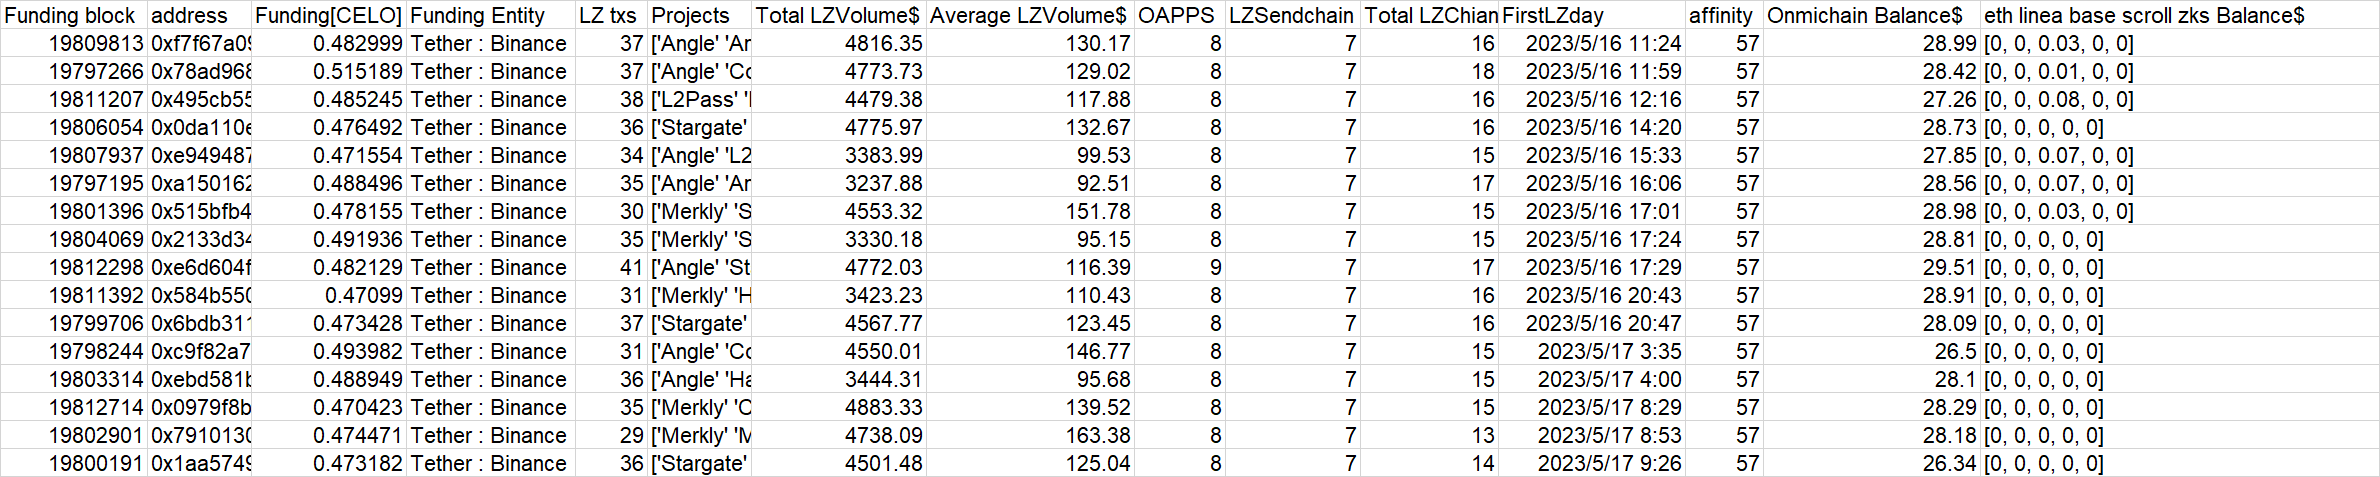 Funding block address Funding[CELO] Funding Entity LZ txs Projects Total LZVolume$ Average LZVolume$ OAPPS LZSendchain Total LZChian FirstLZday affinity Onmichain Balance$ eth linea base scroll zks Balance$
19809813 0xf7f67a09 0.482999 Tether : Binance 37 ['Angle' 'Ar 4816.35 130.17 8 7 16 2023/5/16 11:24 57 28.99 [0, 0, 0.03, 0, 0]
19797266 0x78ad968 0.515189 Tether : Binance 37 ['Angle' 'Co 4773.73 129.02 8 7 18 2023/5/16 11:59 57 28.42 [0, 0, 0.01, 0, 0]
19811207 0x495cb55 0.485245 Tether : Binance 38 ['L2Pass' ' 4479.38 117.88 8 7 16 2023/5/16 12:16 57 27.26 [0, 0, 0.08, 0, 0]
19806054 0x0da110e 0.476492 Tether : Binance 36 ['Stargate' 4775.97 132.67 8 7 16 2023/5/16 14:20 57 28.73 [0, 0, 0, 0, 0]
19807937 0xe949487 0.471554 Tether : Binance 34 ['Angle' 'L2 3383.99 99.53 8 7 15 2023/5/16 15:33 57 27.85 [0, 0, 0.07, 0, 0]
19797195 0xa150162 0.488496 Tether : Binance 35 ['Angle' 'Ar 3237.88 92.51 8 7 17 2023/5/16 16:06 57 28.56 [0, 0, 0.07, 0, 0]
19801396 0x515bfb4 0.478155 Tether : Binance 30 ['Merkly' 'S 4553.32 151.78 8 7 15 2023/5/16 17:01 57 28.98 [0, 0, 0.03, 0, 0]
19804069 0x2133d34 0.491936 Tether : Binance 35 ['Merkly' 'S 3330.18 95.15 8 7 15 2023/5/16 17:24 57 28.81 [0, 0, 0, 0, 0]
19812298 0xe6d604f 0.482129 Tether : Binance 41 ['Angle' 'St 4772.03 116.39 9 7 17 2023/5/16 17:29 57 29.51 [0, 0, 0, 0, 0]
19811392 0x584b550 0.47099 Tether : Binance 31 ['Merkly' 'H 3423.23 110.43 8 7 16 2023/5/16 20:43 57 28.91 [0, 0, 0, 0, 0]
19799706 0x6bdb311 0.473428 Tether : Binance 37 ['Stargate' 4567.77 123.45 8 7 16 2023/5/16 20:47 57 28.09 [0, 0, 0, 0, 0]
19798244 0xc9f82a7 0.493982 Tether : Binance 31 ['Angle' 'Co 4550.01 146.77 8 7 15 2023/5/17 3:35 57 26.5 [0, 0, 0, 0, 0]
19803314 0xebd581b 0.488949 Tether : Binance 36 ['Angle' 'Ha 3444.31 95.68 8 7 15 2023/5/17 4:00 57 28.1 [0, 0, 0, 0, 0]
19812714 0x0979f8b 0.470423 Tether : Binance 35 ['Merkly' 'C 4883.33 139.52 8 7 15 2023/5/17 8:29 57 28.29 [0, 0, 0, 0, 0]
19802901 0x7910130 0.474471 Tether : Binance 29 ['Merkly' 'M 4738.09 163.38 8 7 13 2023/5/17 8:53 57 28.18 [0, 0, 0, 0, 0]
19800191 0x1aa5749 0.473182 Tether : Binance 36 ['Stargate' 4501.48 125.04 8 7 14 2023/5/17 9:26 57 26.34 [0, 0, 0, 0, 0]